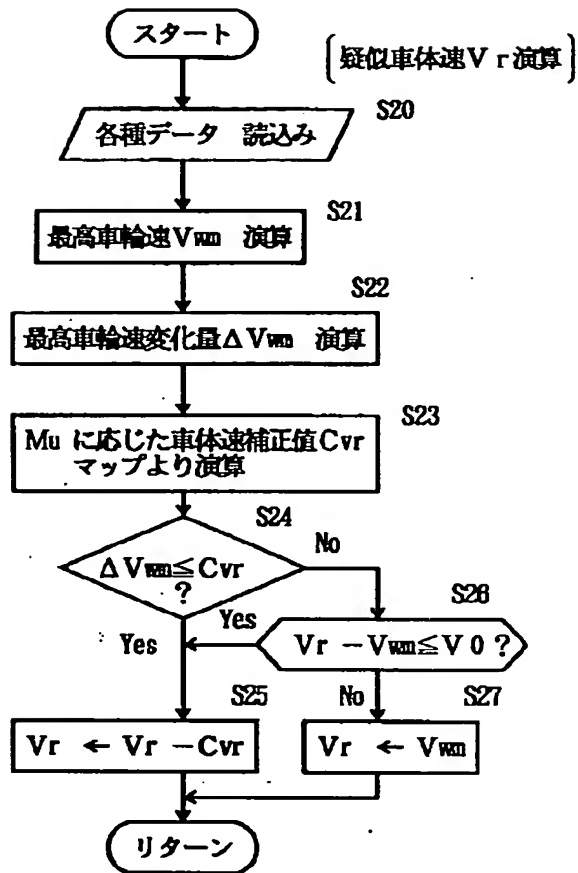 スタート
疑似車体速Vr演算
S20
各種データ 読込み
S21
最高車輪速Vwm 演算
S22
最高車輪速変化量ΔVwm 演算
S23
Mu に応じた車体速補正値Cvr
マップより演算
S24
No
ΔVwm≦Cvr
?
S26
Yes
Yes
Vr −Vwm≦V0?
S25
No
S27
Vr ← Vr −Cvr
Vr ← Vwm
リターン